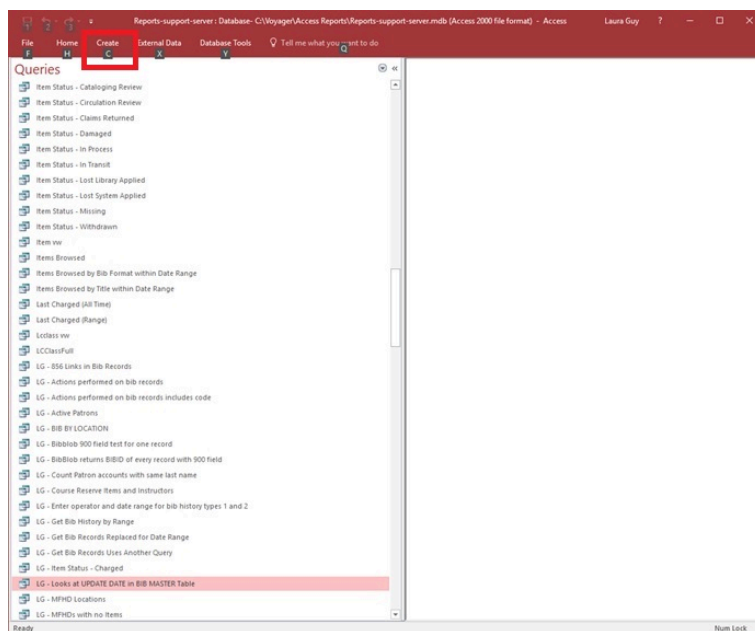 Reports-support-server : Database- C:\Voyager\Access Reports\Reports-support-server.mdb (Access 2000 file format) - Access Laura Guy ?
1 2 3
File Home Create External Data Database Tools Tell me what you want to do
F H C X Y Q
Queries
Item Status - Cataloging Review
Item Status - Circulation Review
Item Status - Claims Returned
Item Status - Damaged
Item Status - In Process
Item Status - In Transit
Item Status - Lost Library Applied
Item Status - Lost System Applied
Item Status - Missing
Item Status - Withdrawn
Item vw
Items Browsed
Items Browsed by Bib Format within Date Range
Items Browsed by Title within Date Range
Last Charged (All Time)
Last Charged (Range)
Lcclass vw
LCClassFull
LG - 856 Links in Bib Records
LG - Actions performed on bib records
LG - Actions performed on bib records includes code
LG - Active Patrons
LG - BIB BY LOCATION
LG - Bibblob 900 field test for one record
LG - BibBlob returns BIBID of every record with 900 field
LG - Count Patron accounts with same last name
LG - Course Reserve Items and Instructors
LG - Enter operator and date range for bib history types 1 and 2
LG - Get Bib History by Range
LG - Get Bib Records Replaced for Date Range
LG - Get Bib Records Uses Another Query
LG - Item Status - Charged
LG - Looks at UPDATE DATE in BIB MASTER Table
LG - MFHD Locations
LG - MFHDs with no Items
Ready Num Lock